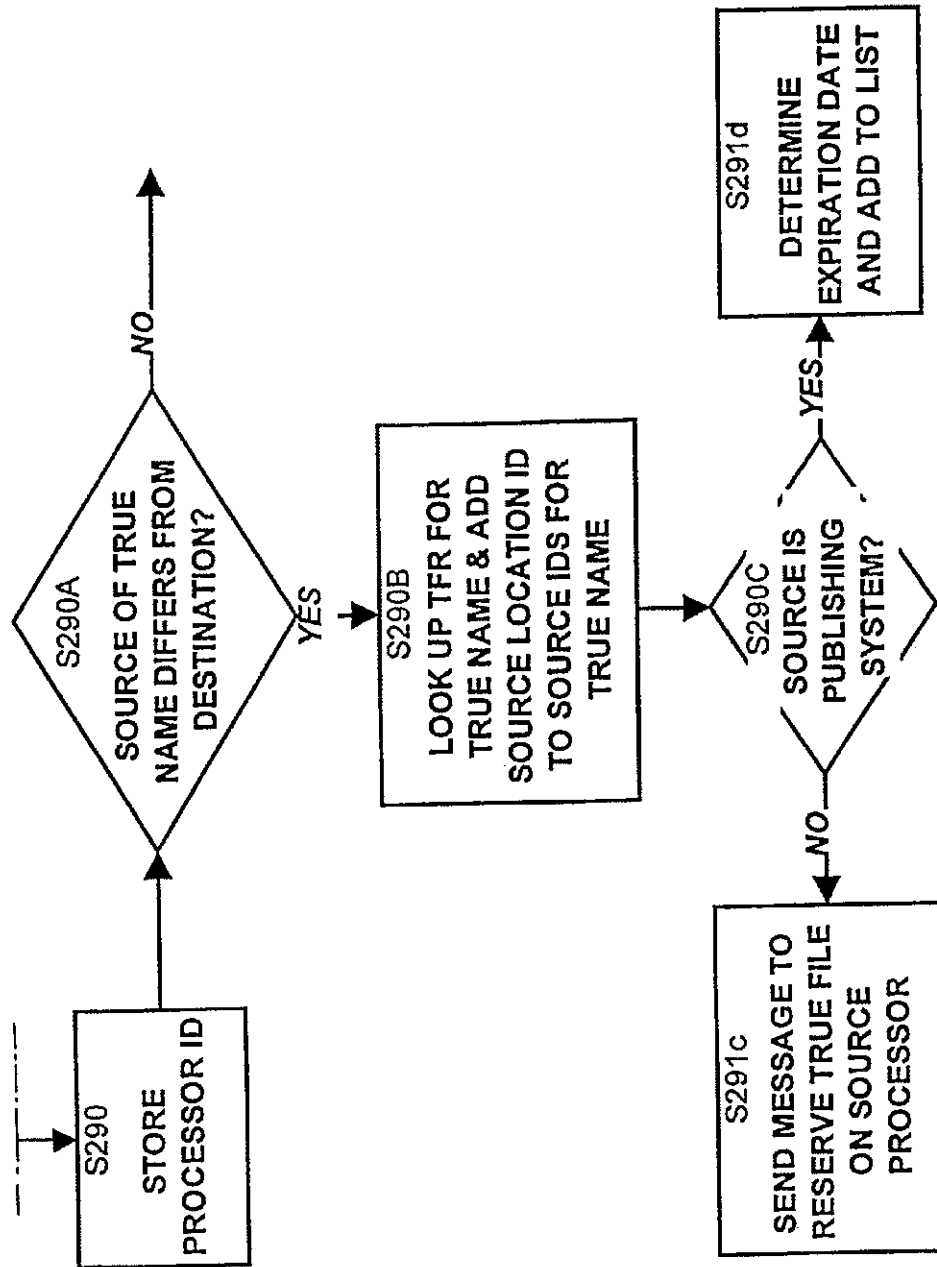 S290
STORE
PROCESSOR ID
S290A
SOURCE OF TRUE
NAME DIFFERS FROM
DESTINATION?
NO
YES
S290B
LOOK UP TFR FOR
TRUE NAME & ADD
SOURCE LOCATION ID
TO SOURCE IDS FOR
TRUE NAME
S290C
SOURCE IS
PUBLISHING
SYSTEM?
NO
YES
S291c
SEND MESSAGE TO
RESERVE TRUE FILE
ON SOURCE
PROCESSOR
S291d
DETERMINE
EXPIRATION DATE
AND ADD TO LIST